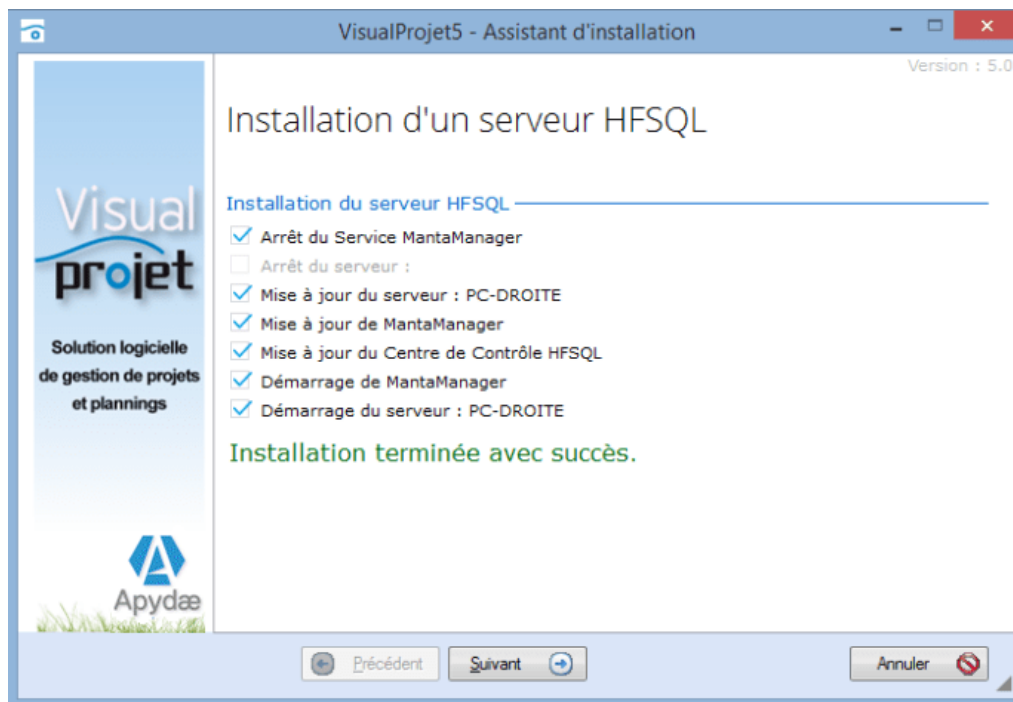 VisualProjet5 - Assistant d'installation
Version : 5.0
Installation d'un serveur HFSQL
Installation du serveur HFSQL
Arrêt du Service MantaManager
Arrêt du serveur :
Mise à jour du serveur : PC-DROITE
Mise à jour de MantaManager
Mise à jour du Centre de Contrôle HFSQL
Démarrage de MantaManager
Démarrage du serveur : PC-DROITE
Installation terminée avec succès.
Visual
projet
Solution logicielle
de gestion de projets
et plannings
Apydæ
Précédent
Suivant
Annuler